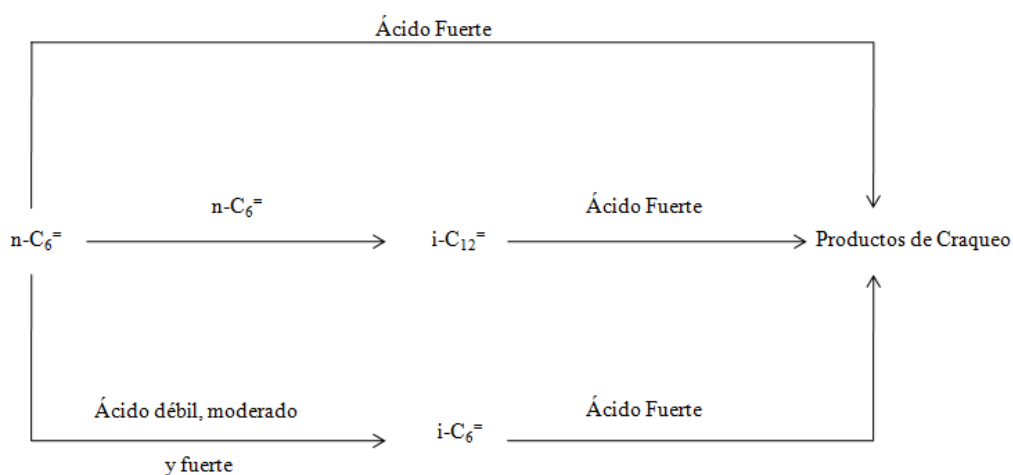 Ácido Fuerte
n-C₆⁼
Ácido Fuerte
n-C₆⁼
i-C₁₂⁼
Productos de Craqueo
Ácido débil, moderado
y fuerte
i-C₆⁼
Ácido Fuerte